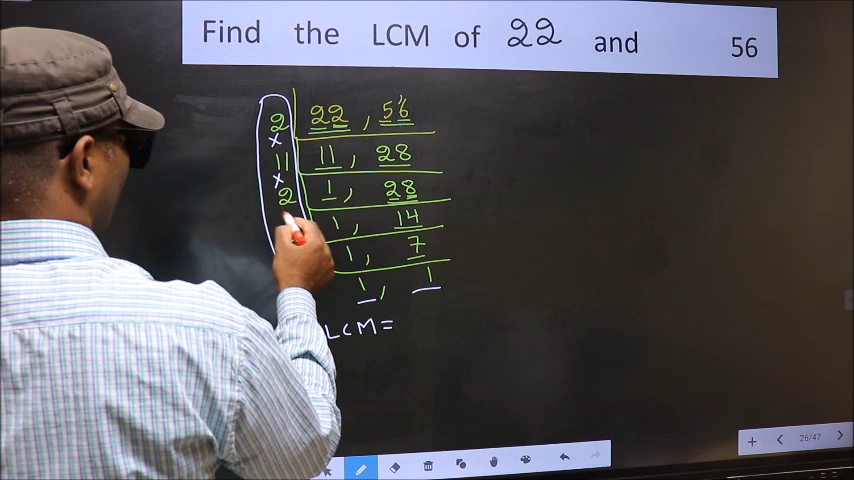 Find the LCM of 22 and 56
2 22, 56
×
11 11, 28
×
2 1, 28
1, 14
1, 7
1, 1
LCM =
26/47